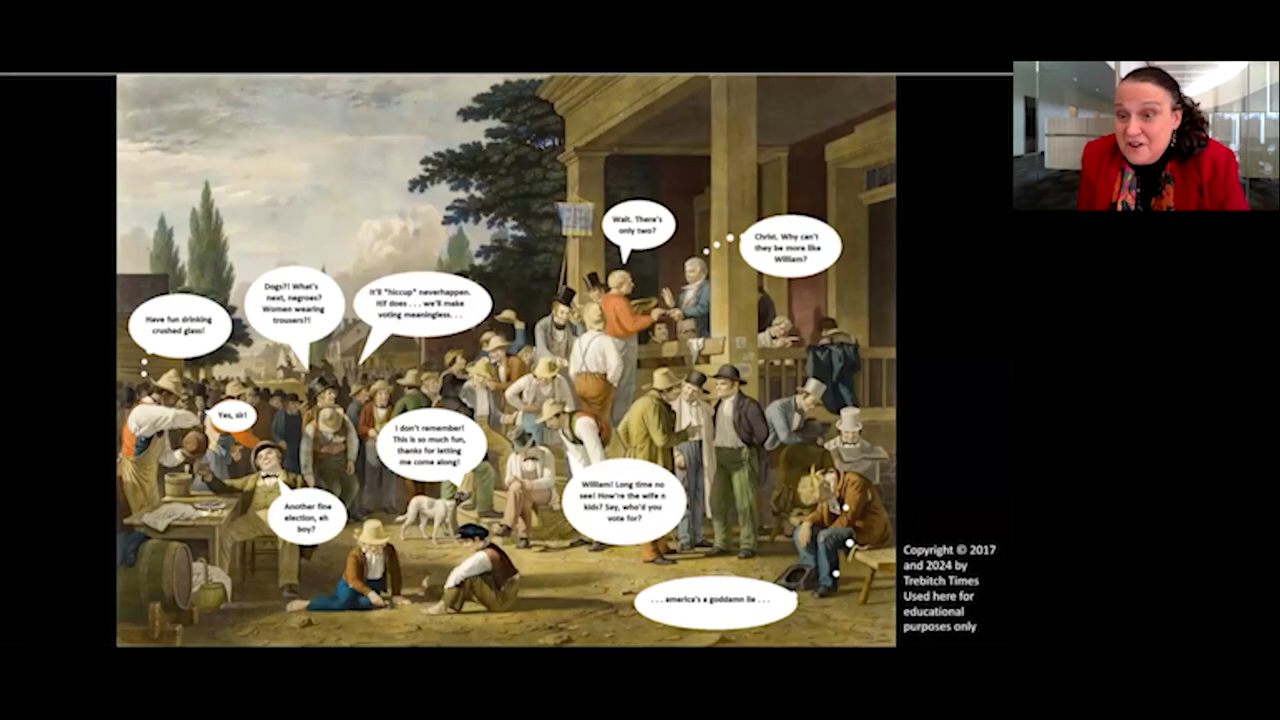 Wait. There's
only two?
Christ. Why can't
they be more like
William?
Dogs?! What's
next, negroes?
Women wearing
trousers?!
It'll *hiccup* neverhappen.
If it does . . . we'll make
voting meaningless. . .
Have fun drinking
crushed glass!
Yes, sir!
I don't remember!
This is so much fun,
thanks for letting
me come along!
William! Long time no
see! How're the wife n
kids? Say, who'd you
vote for?
Another fine
election, eh
boy?
. . . america's a goddamn lie . . .
Copyright © 2017
and 2024 by
Trebitch Times
Used here for
educational
purposes only